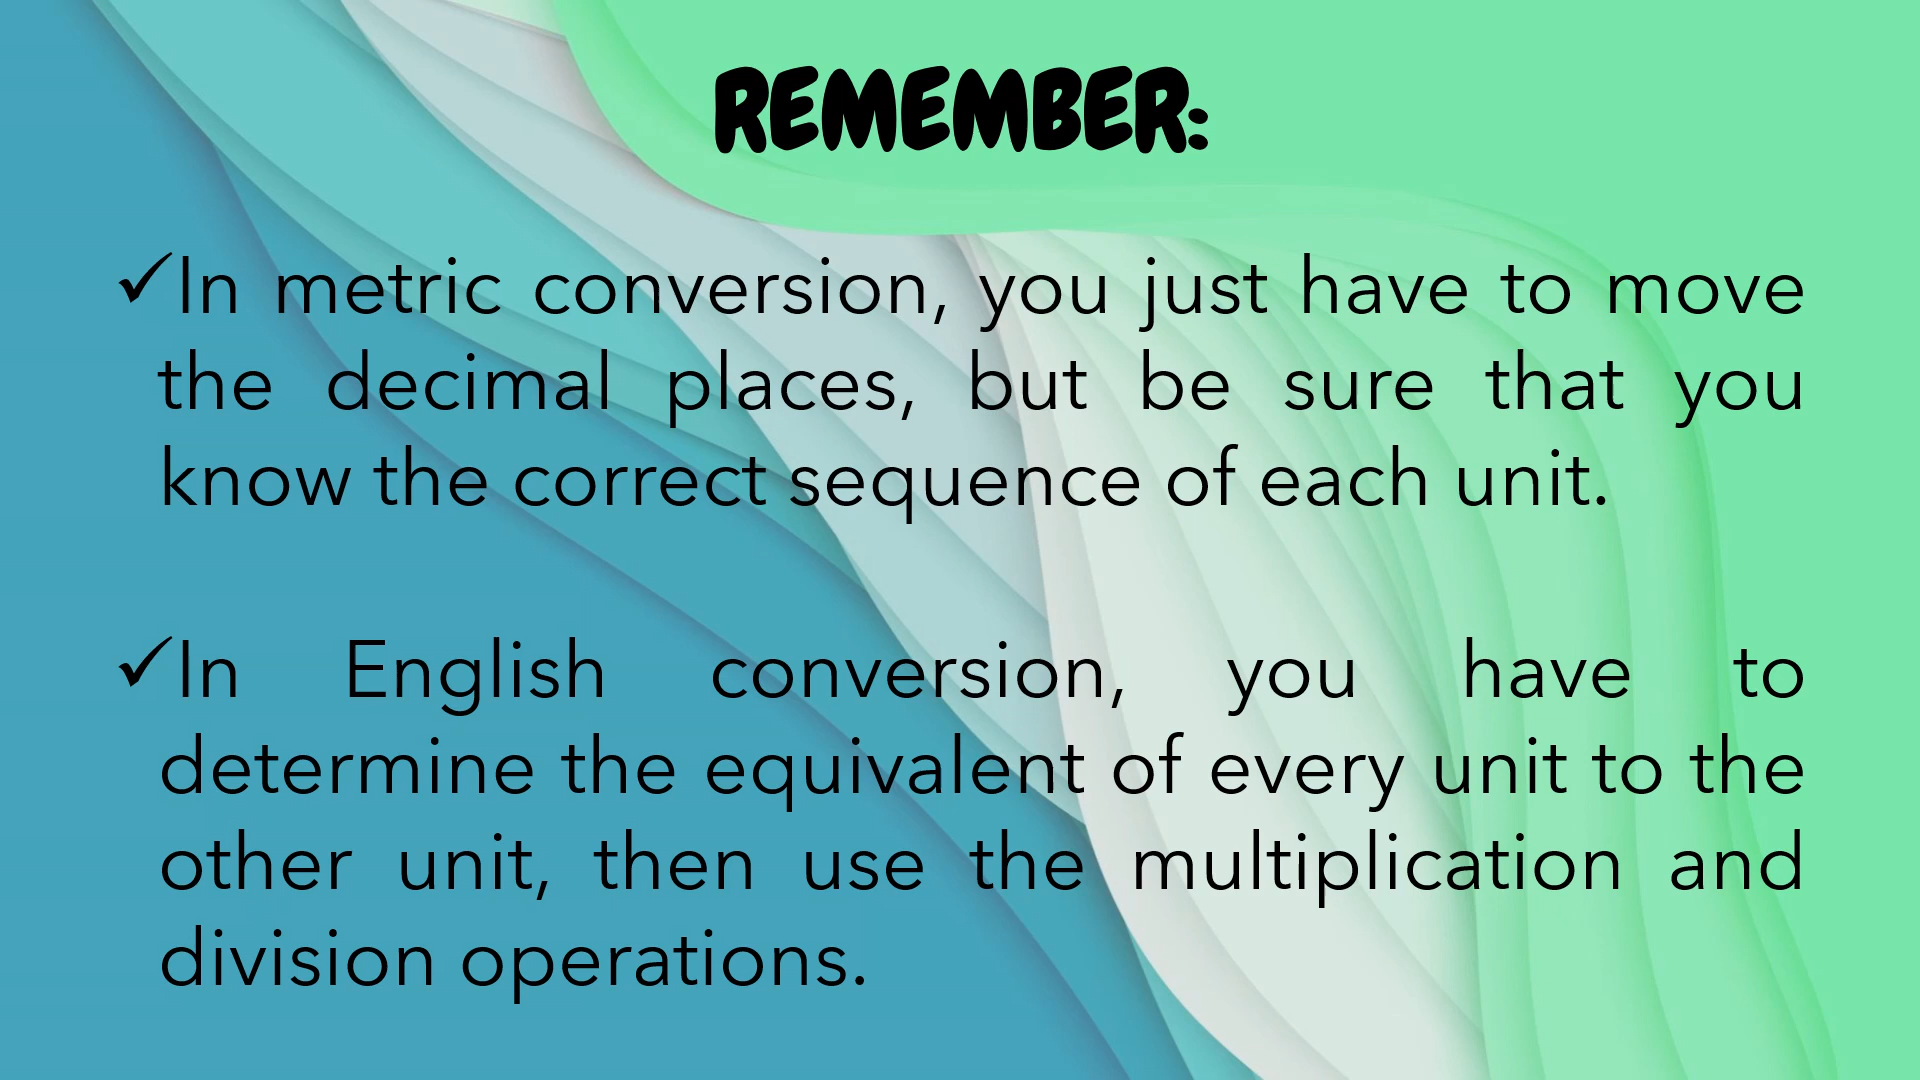 REMEMBER:
✓In metric conversion, you just have to move
the decimal places, but be sure that you
know the correct sequence of each unit.
✓In English conversion, you have to
determine the equivalent of every unit to the
other unit, then use the multiplication and
division operations.